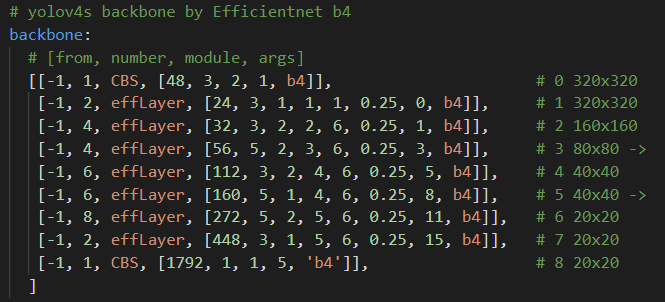 # yolov4s backbone by Efficientnet b4
backbone:
# [from, number, module, args]
[[-1, 1, CBS, [48, 3, 2, 1, b4]], # 0 320x320
[-1, 2, effLayer, [24, 3, 1, 1, 1, 0.25, 0, b4]], # 1 320x320
[-1, 4, effLayer, [32, 3, 2, 2, 6, 0.25, 1, b4]], # 2 160x160
[-1, 4, effLayer, [56, 5, 2, 3, 6, 0.25, 3, b4]], # 3 80x80 ->
[-1, 6, effLayer, [112, 3, 2, 4, 6, 0.25, 5, b4]], # 4 40x40
[-1, 6, effLayer, [160, 5, 1, 4, 6, 0.25, 8, b4]], # 5 40x40 ->
[-1, 8, effLayer, [272, 5, 2, 5, 6, 0.25, 11, b4]], # 6 20x20
[-1, 2, effLayer, [448, 3, 1, 5, 6, 0.25, 15, b4]], # 7 20x20
[-1, 1, CBS, [1792, 1, 1, 5, 'b4']], # 8 20x20
]